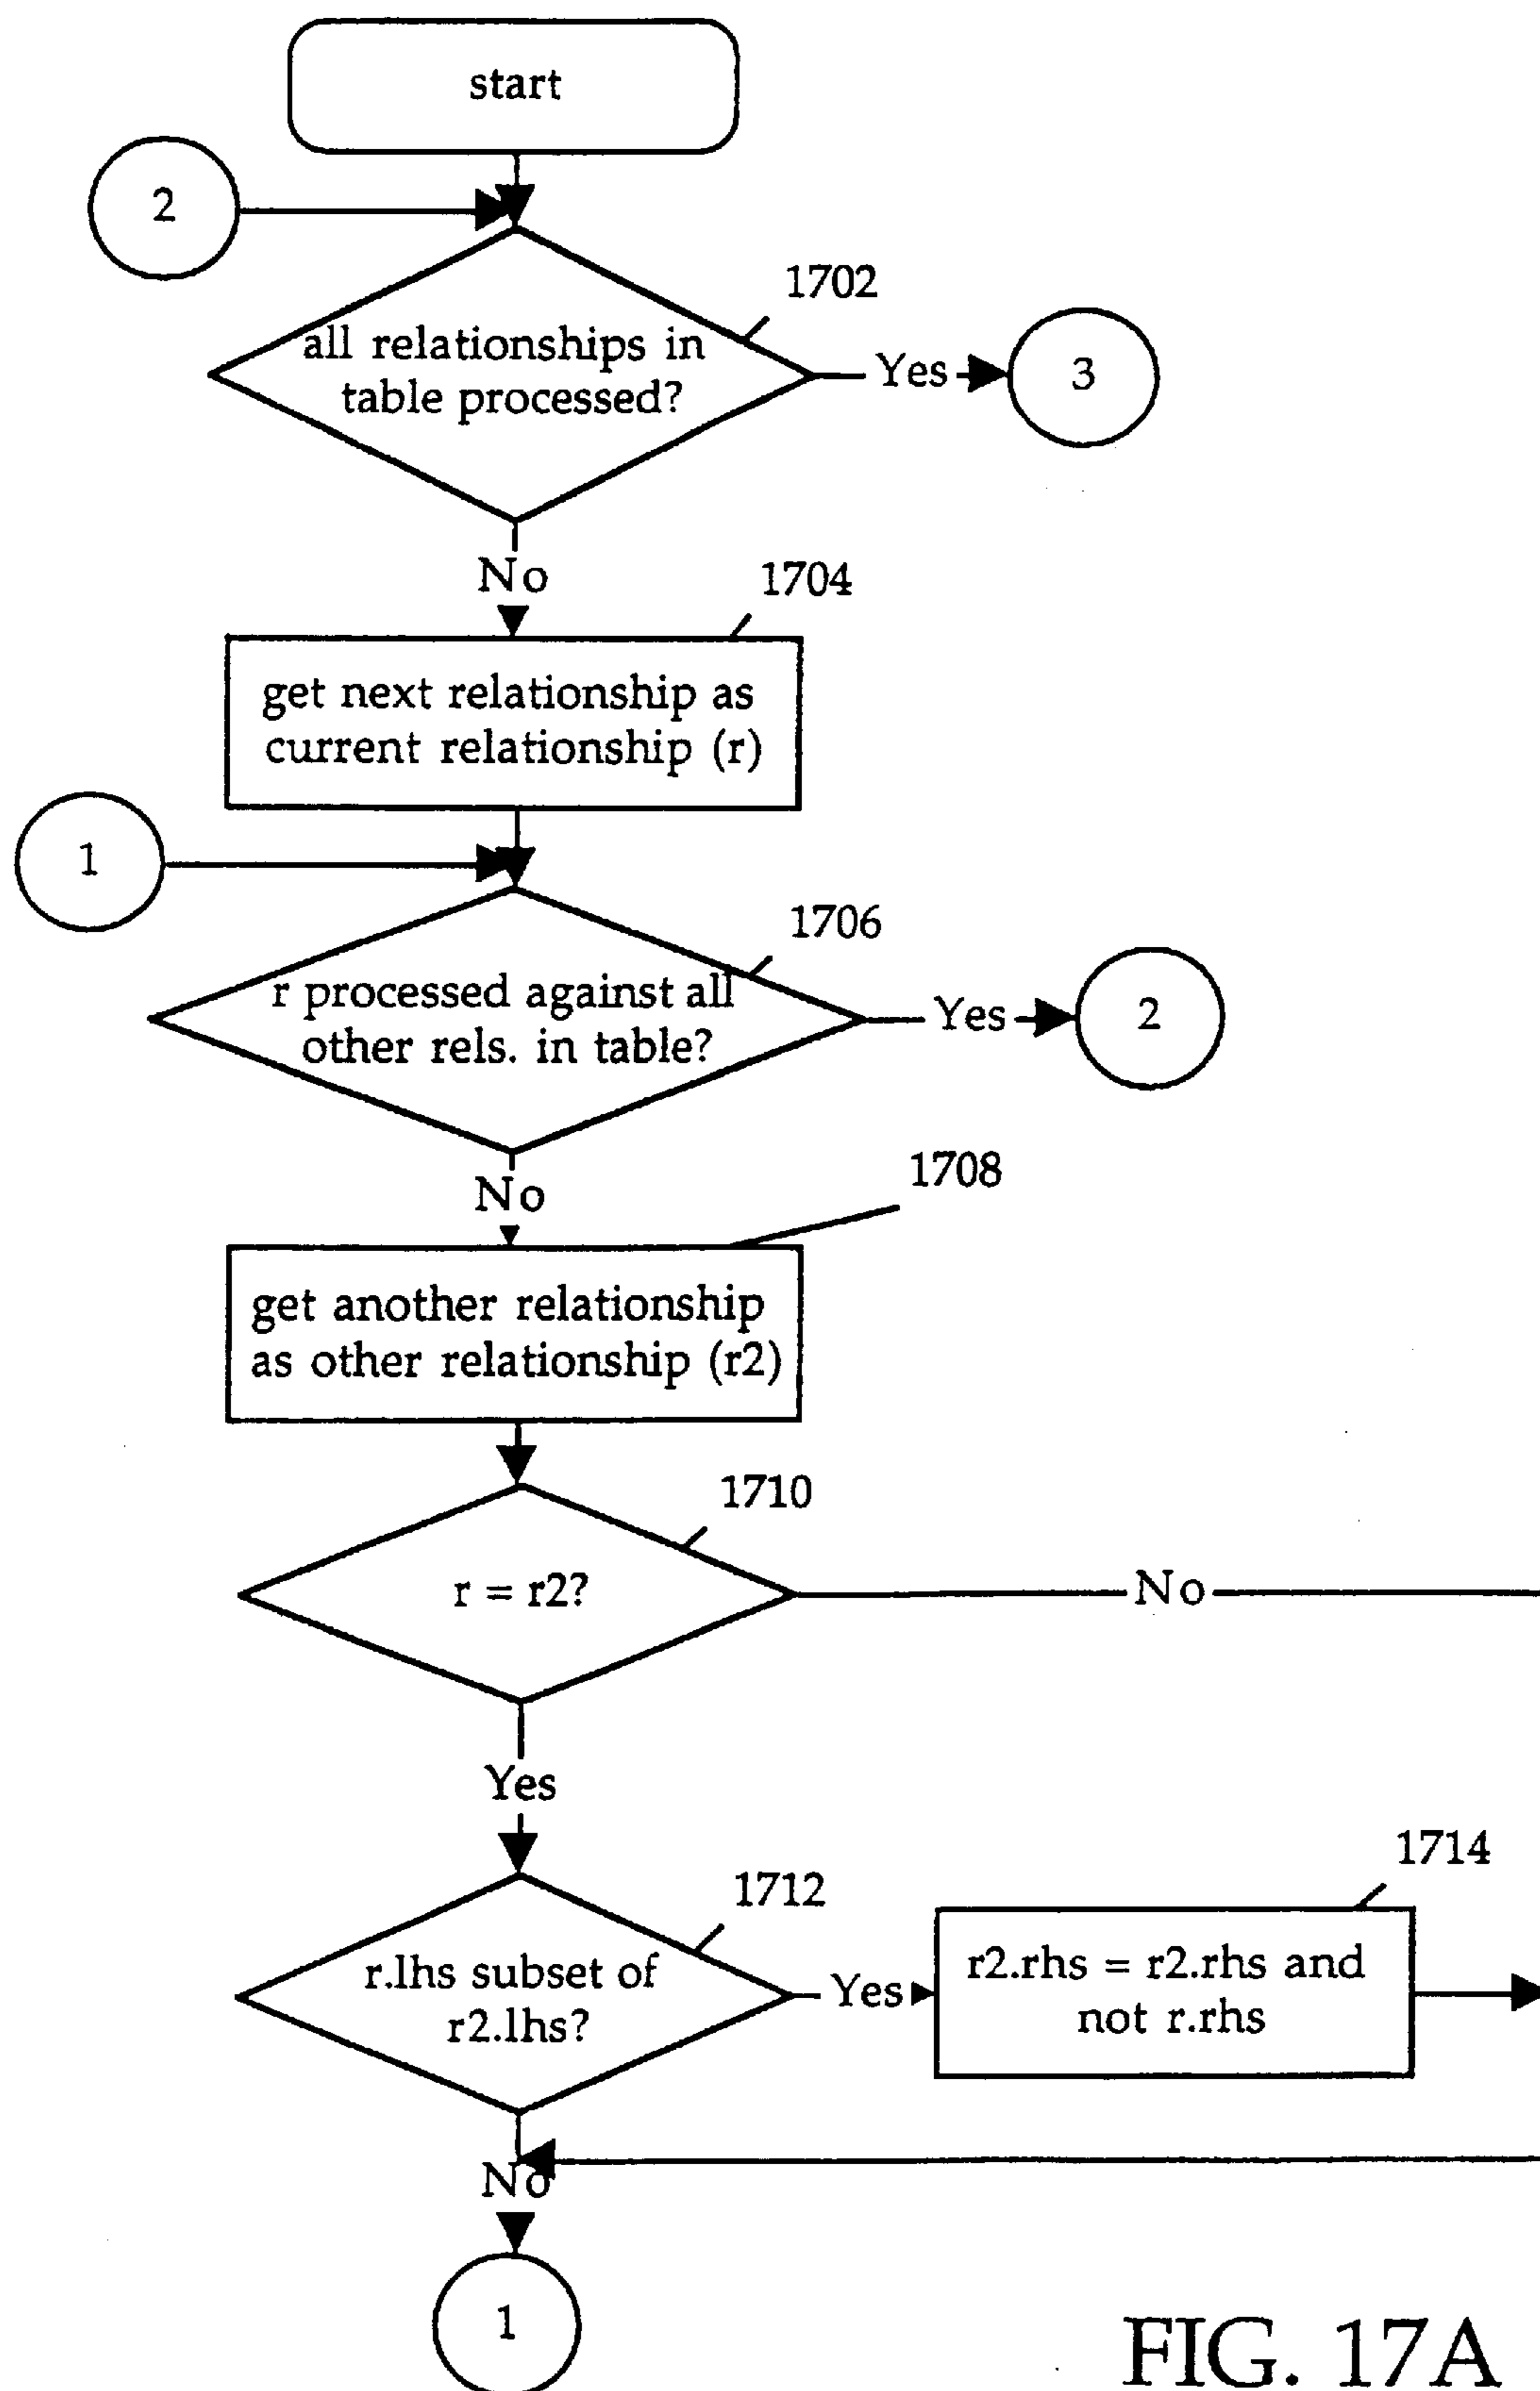 start
2
1702
all relationships in
table processed?
Yes
3
No
1704
get next relationship as
current relationship (r)
1
1706
r processed against all
other rels. in table?
Yes
2
No
1708
get another relationship
as other relationship (r2)
1710
r = r2?
No
Yes
1712
r.lhs subset of
r2.lhs?
Yes
1714
r2.rhs = r2.rhs and
not r.rhs
No
1
FIG. 17A